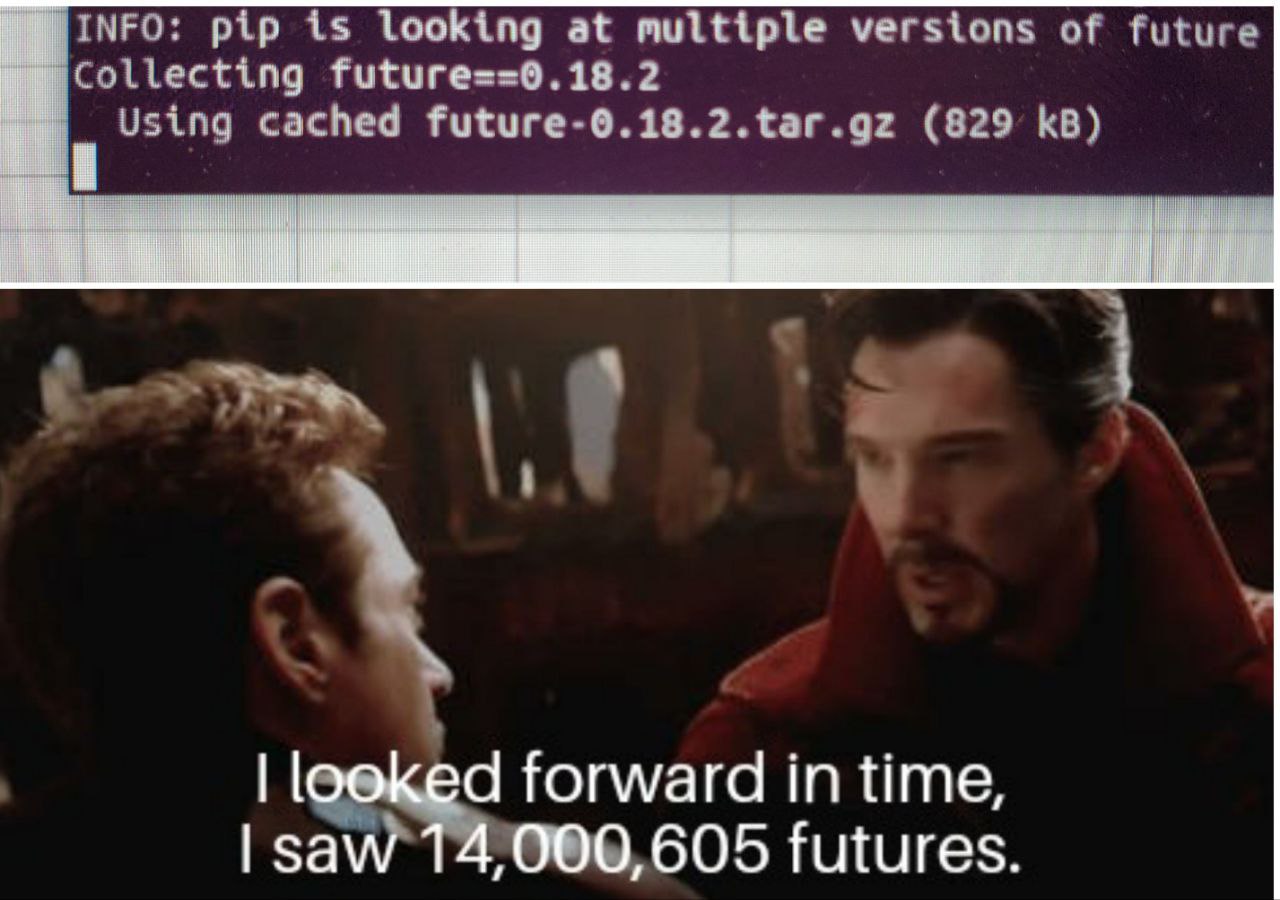 INFO: pip is looking at multiple versions of future
Collecting future==0.18.2
Using cached future-0.18.2.tar.gz (829 kB)
I looked forward in time,
I saw 14,000,605 futures.